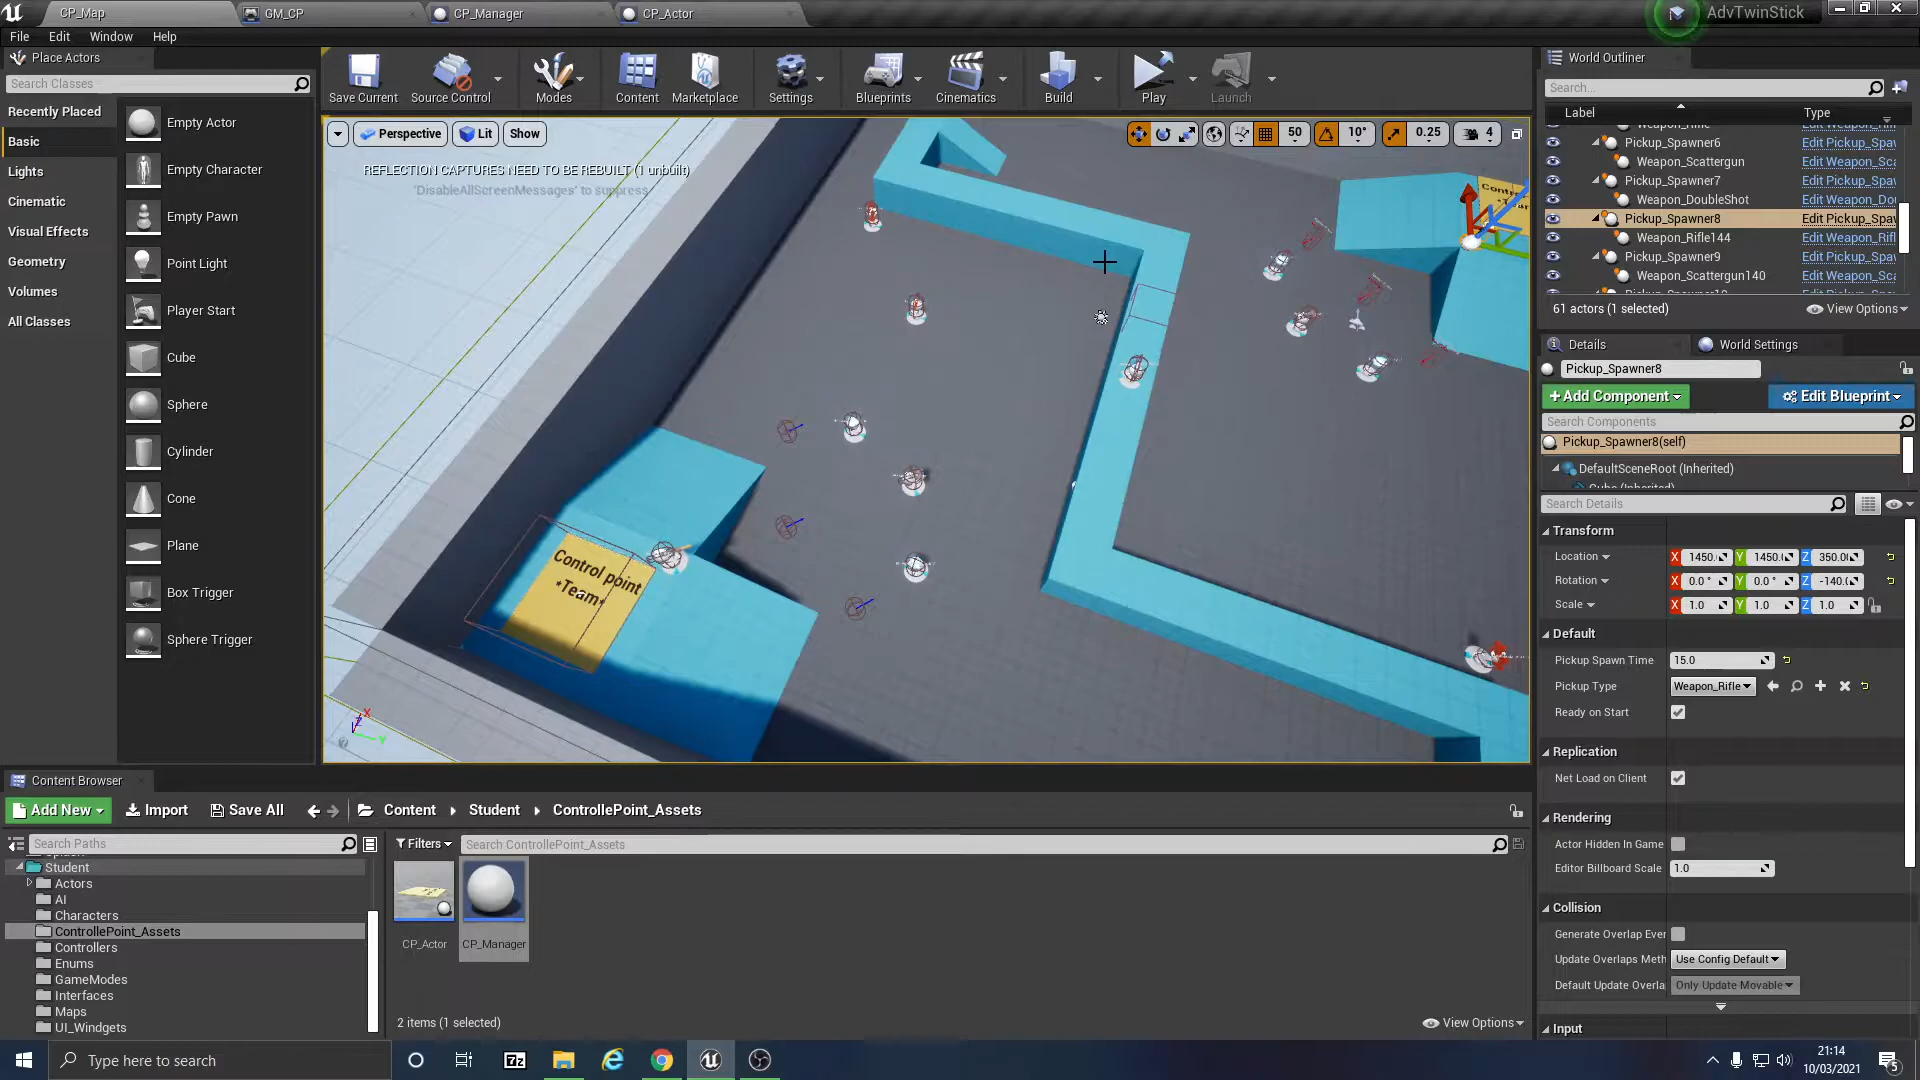 CP_Map
GM_CP
CP_Manager
CP_Actor
AdvTwinStick
File Edit Window Help
Place Actors
Search Classes
Recently Placed
Basic
Lights
Cinematic
Visual Effects
Geometry
Volumes
All Classes
Empty Actor
Empty Character
Empty Pawn
Point Light
Player Start
Cube
Sphere
Cylinder
Cone
Plane
Box Trigger
Sphere Trigger
Save Current
Source Control
Modes
Content
Marketplace
Settings
Blueprints
Cinematics
Build
Play
Launch
Perspective
Lit
Show
50
10°
0.25
4
REFLECTION CAPTURES NEED TO BE REBUILT (1 unbuilt)
'DisableAllScreenMessages' to suppress
Control point
*Team*
World Outliner
Search...
Label Type
Pickup_Spawner6 Edit Pickup_Spav
Weapon_Scattergun Edit Weapon_Sca
Pickup_Spawner7 Edit Pickup_Spav
Weapon_DoubleShot Edit Weapon_Dou
Pickup_Spawner8 Edit Pickup_Spav
Weapon_Rifle144 Edit Weapon_Rifl
Pickup_Spawner9 Edit Pickup_Spav
Weapon_Scattergun140 Edit Weapon_Sca
61 actors (1 selected)
View Options
Details
World Settings
Pickup_Spawner8
+Add Component
Edit Blueprint
Search Components
Pickup_Spawner8(self)
DefaultSceneRoot (Inherited)
Search Details
Transform
Location X 1450. Y 1450. Z 350.0
Rotation X 0.0 ° Y 0.0 ° Z -140.(
Scale X 1.0 Y 1.0 Z 1.0
Default
Pickup Spawn Time 15.0
Pickup Type Weapon_Rifle
Ready on Start
Replication
Net Load on Client
Rendering
Actor Hidden In Game
Editor Billboard Scale 1.0
Collision
Generate Overlap Ever
Update Overlaps Meth Use Config Default
Default Update Overla Only Update Movable
Input
Content Browser
Add New
Import
Save All
Content Student ControllePoint_Assets
Search Paths
Filters
Search ControllePoint_Assets
Student
Actors
AI
Characters
ControllePoint_Assets
Controllers
Enums
GameModes
Interfaces
Maps
UI_Windgets
CP_Actor
CP_Manager
2 items (1 selected)
View Options
Type here to search
7z
21:14
10/03/2021
5